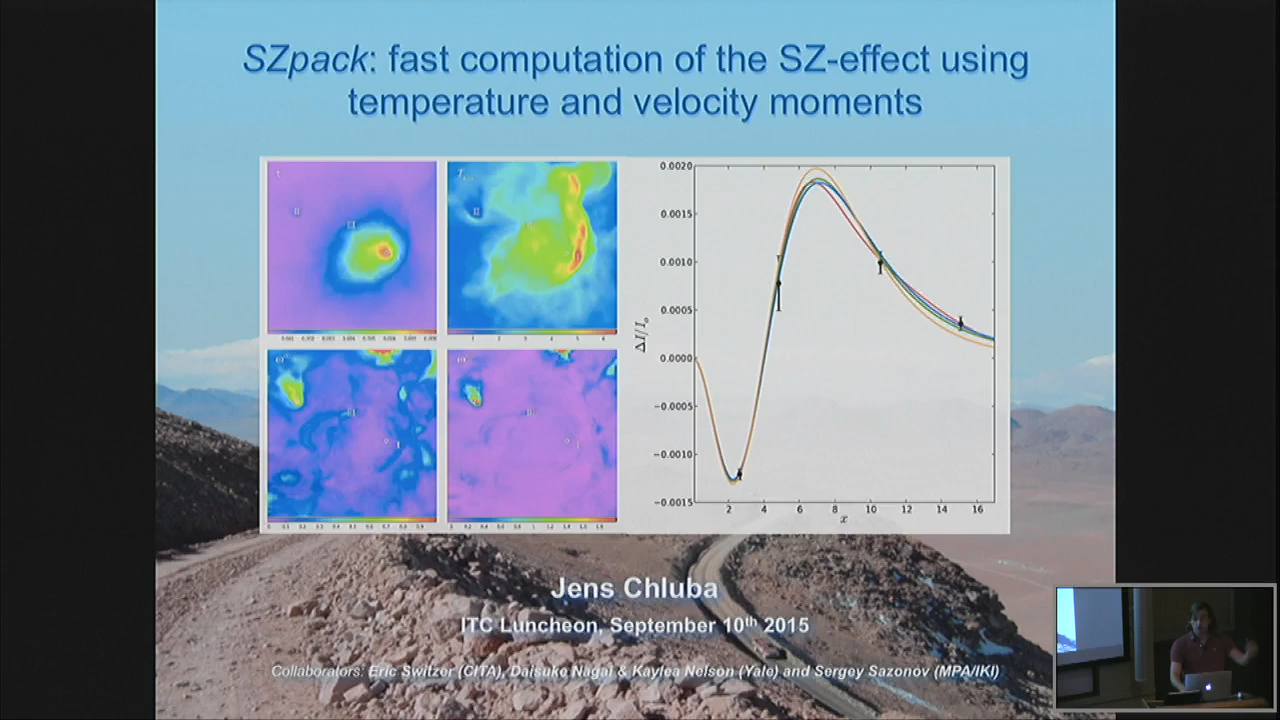 SZpack: fast computation of the SZ-effect using
temperature and velocity moments
0.0020
0.0015
0.0010
0.0005
0.0000
−0.0005
−0.0010
−0.0015
ΔI/Io
2 4 6 8 10 12 14 16
x
Jens Chluba
ITC Luncheon, September 10th 2015
Collaborators: Eric Switzer (CITA), Daisuke Nagai & Kaylea Nelson (Yale) and Sergey Sazonov (MPA/IKI)